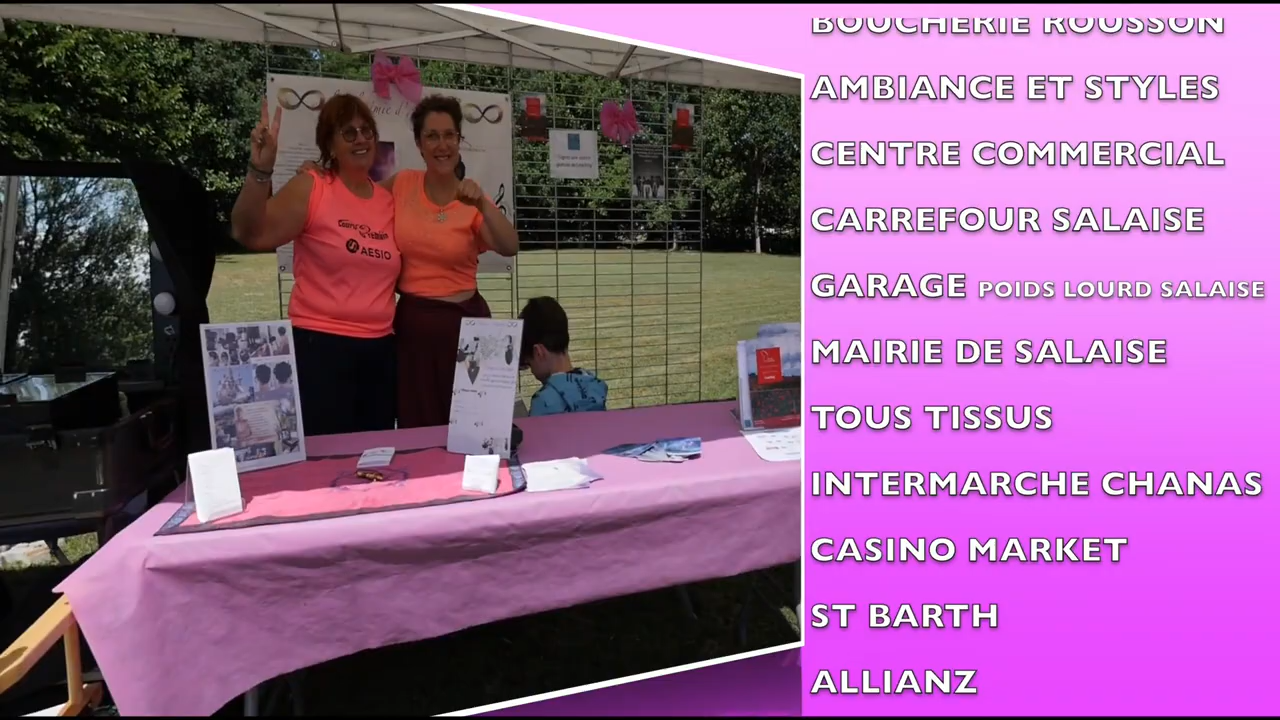 AESIO
BOUCHERIE ROUSSON
AMBIANCE ET STYLES
CENTRE COMMERCIAL
CARREFOUR SALAISE
GARAGE POIDS LOURD SALAISE
MAIRIE DE SALAISE
TOUS TISSUS
INTERMARCHE CHANAS
CASINO MARKET
ST BARTH
ALLIANZ